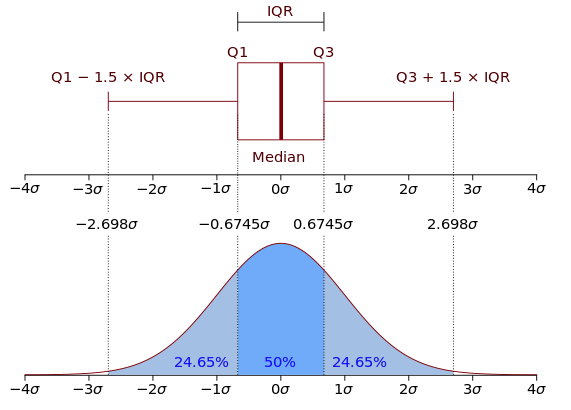 IQR
Q1 Q3
Q1 − 1.5 × IQR Q3 + 1.5 × IQR
Median
−4σ −3σ −2σ −1σ 0σ 1σ 2σ 3σ 4σ
−2.698σ −0.6745σ 0.6745σ 2.698σ
24.65% 50% 24.65%
−4σ −3σ −2σ −1σ 0σ 1σ 2σ 3σ 4σ